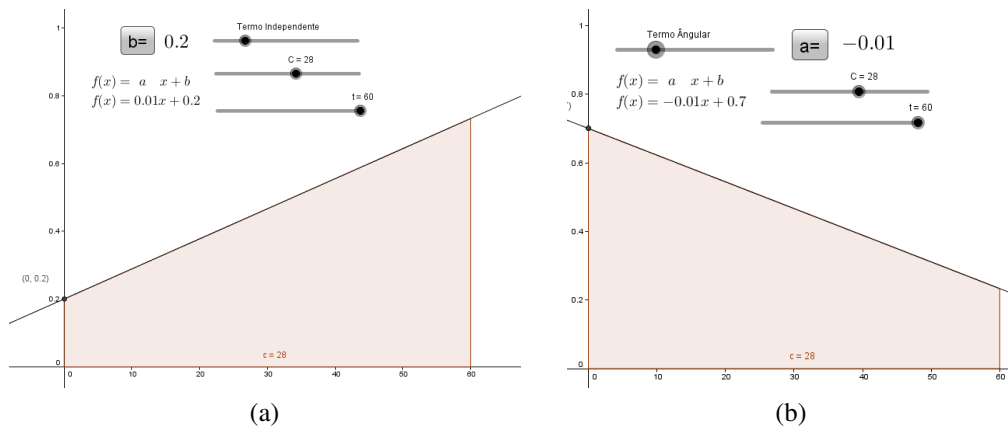 Termo Independente
b= 0.2
C = 28
f(x) = a x + b
f(x) = 0.01x + 0.2
t = 60
1
0.8
0.6
0.4
(0, 0.2)
0.2
0
c = 28
0 10 20 30 40 50 60
(a)
Termo Ângular
a= −0.01
C = 28
f(x) = a x + b
f(x) = −0.01x + 0.7
t = 60
1
0.8
)
0.6
0.4
0.2
0
c = 28
0 10 20 30 40 50 60
(b)